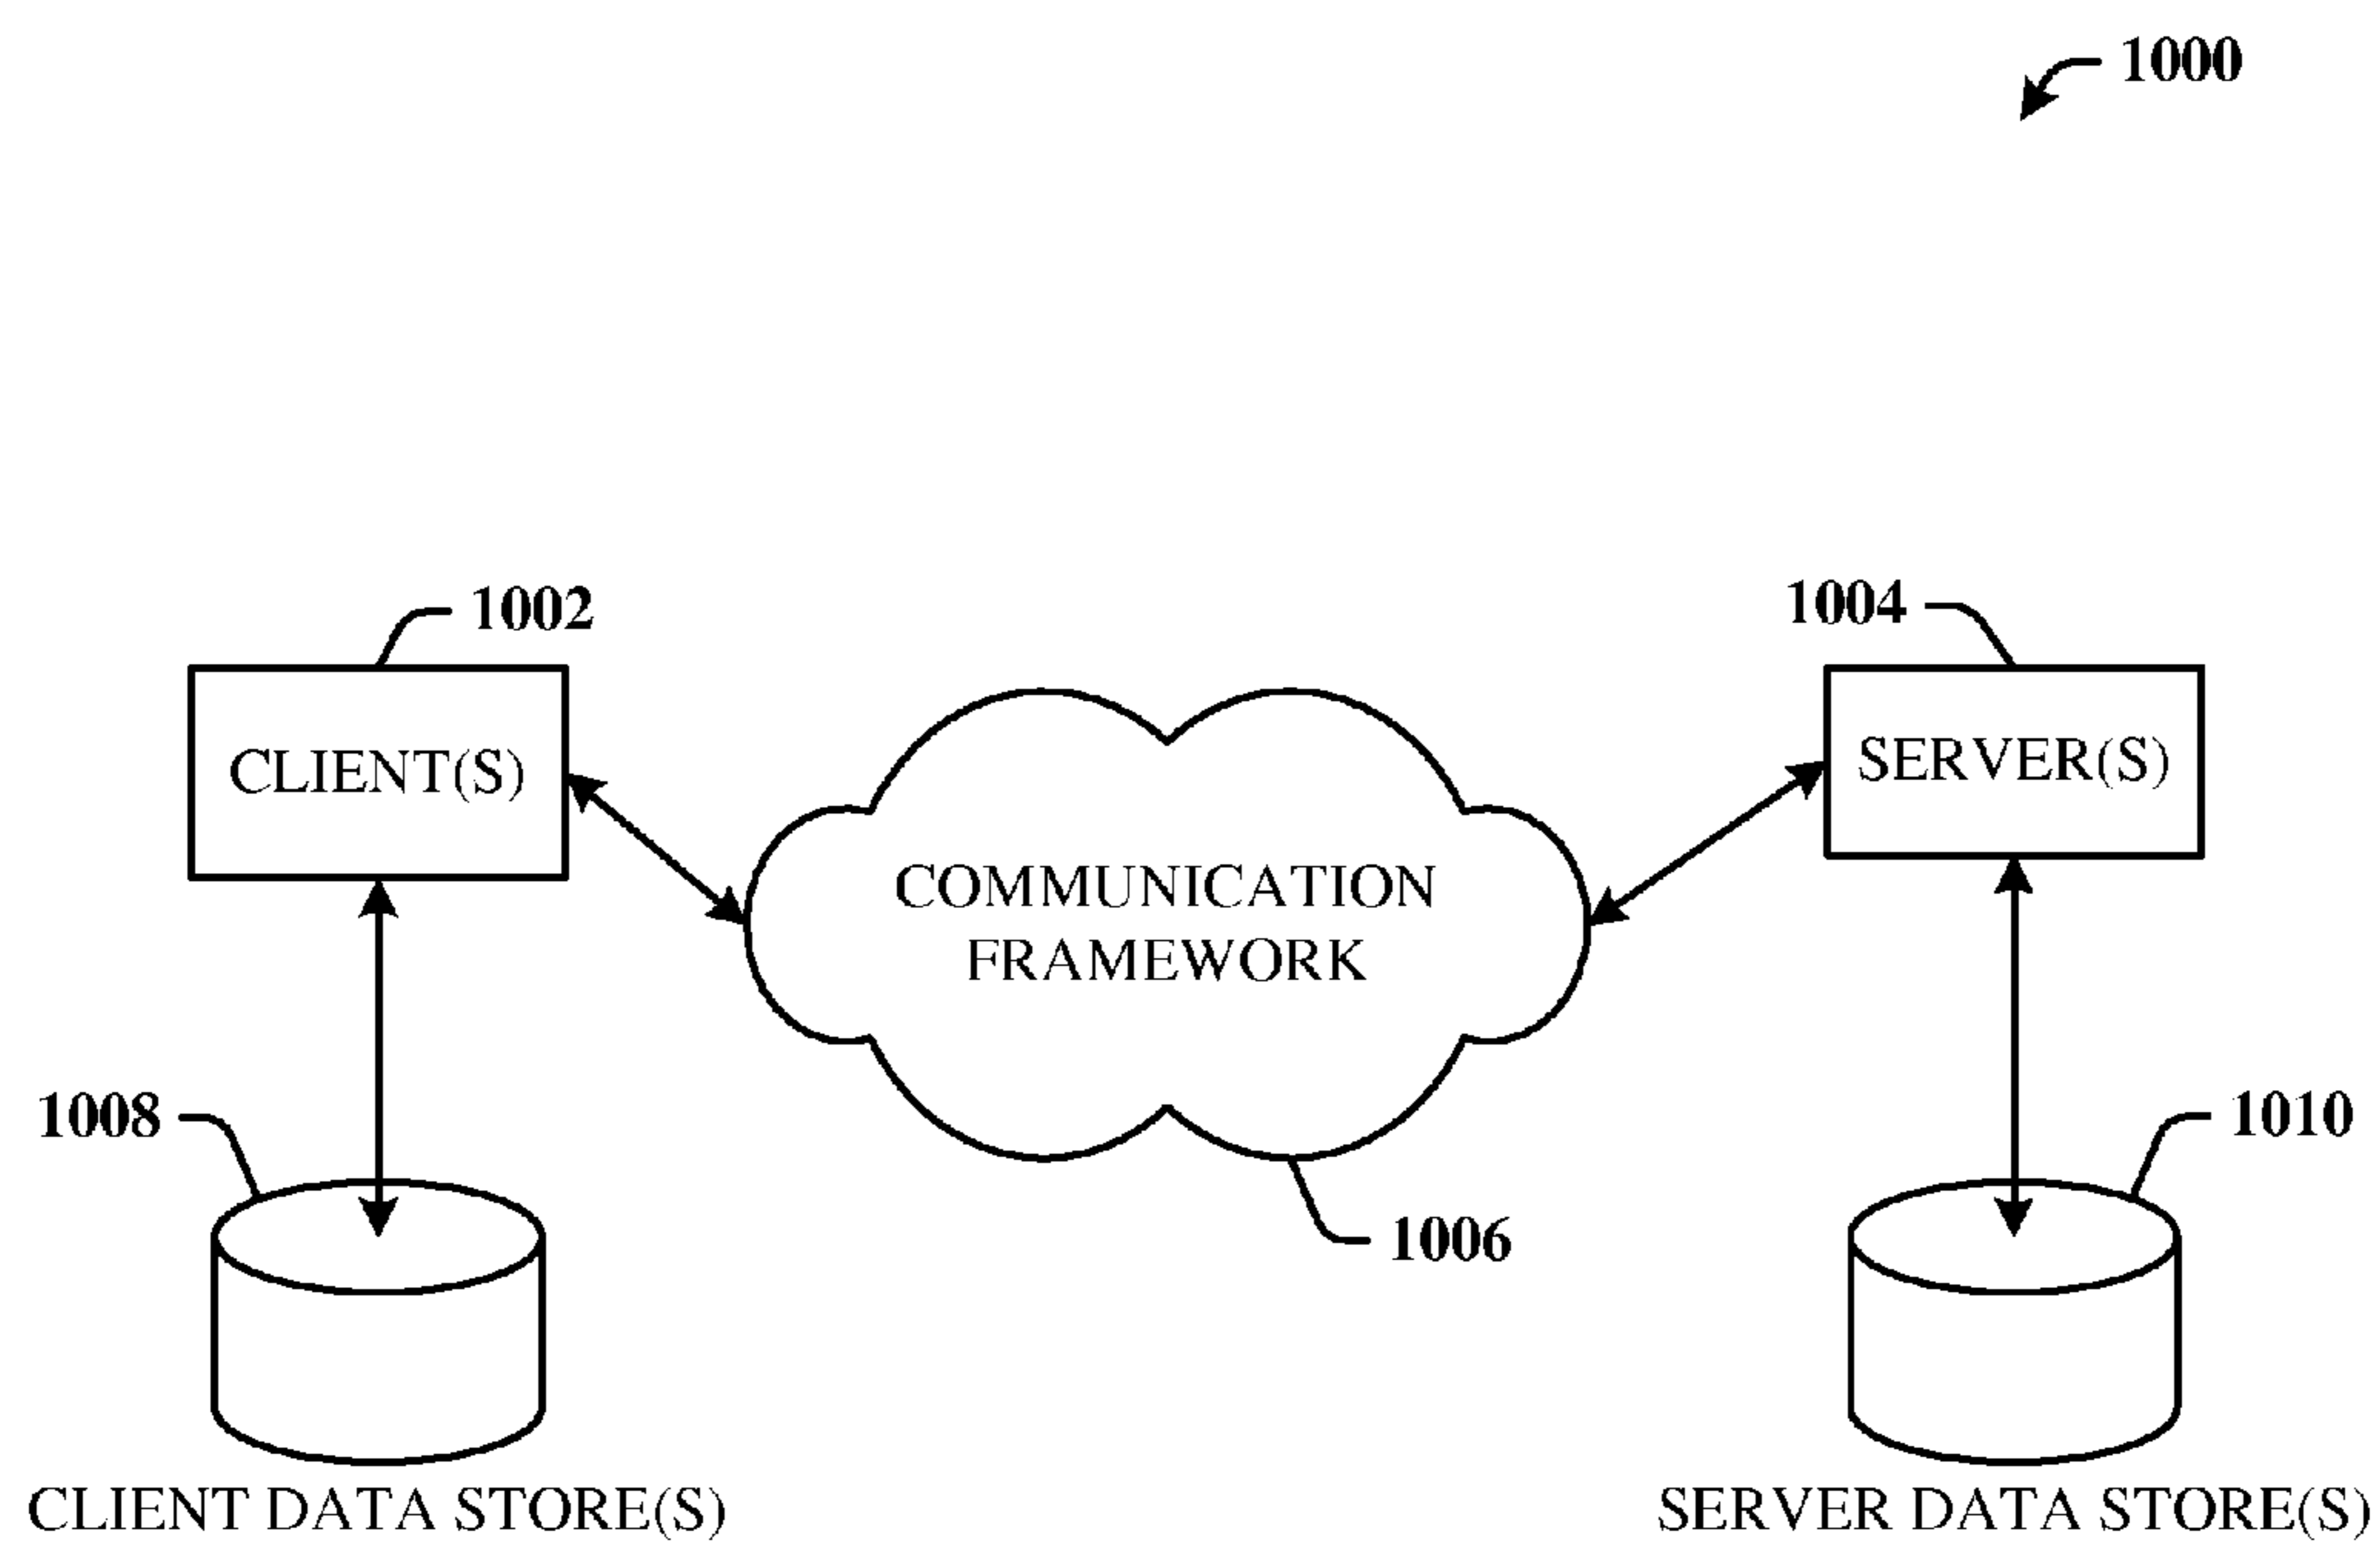 1000
1002
1004
CLIENT(S)
SERVER(S)
COMMUNICATION
FRAMEWORK
1008
1010
1006
CLIENT DATA STORE(S)
SERVER DATA STORE(S)